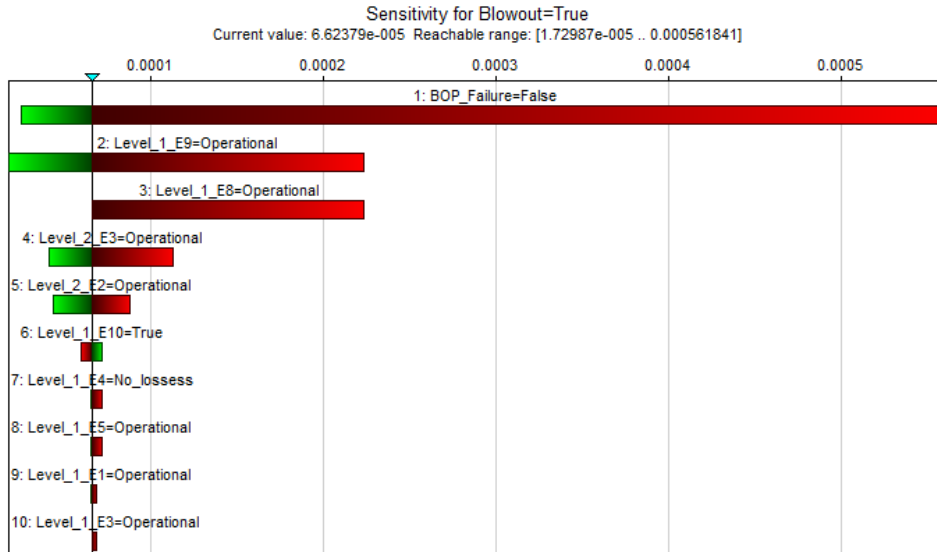 Sensitivity for Blowout=True
Current value: 6.62379e-005 Reachable range: [1.72987e-005 .. 0.000561841]
0.0001 0.0002 0.0003 0.0004 0.0005
1: BOP_Failure=False
2: Level_1_E9=Operational
3: Level_1_E8=Operational
4: Level_2_E3=Operational
5: Level_2_E2=Operational
6: Level_1_E10=True
7: Level_1_E4=No_lossess
8: Level_1_E5=Operational
9: Level_1_E1=Operational
10: Level_1_E3=Operational